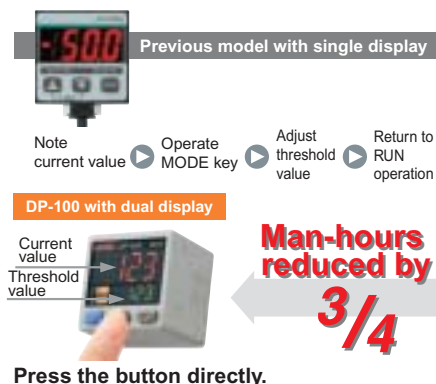 -50.0
Previous model with single display
Note
current value
Operate
MODE key
Adjust
threshold
value
Return to
RUN
operation
DP-100 with dual display
Current
value
Threshold
value
123
Man-hours
reduced by
3/4
Press the button directly.